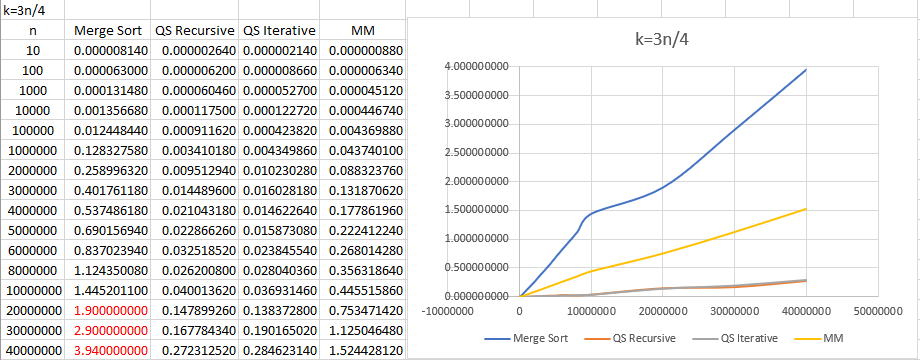 k=3n/4
n Merge Sort QS Recursive QS Iterative MM
10 0.000008140 0.000002640 0.000002140 0.000000880
100 0.000063000 0.000006200 0.000008660 0.000006340
1000 0.000131480 0.000060460 0.000052700 0.000045120
10000 0.001356680 0.000117500 0.000122720 0.000446740
100000 0.012448440 0.000911620 0.000423820 0.004369880
1000000 0.128327580 0.003410180 0.004349860 0.043740100
2000000 0.258996320 0.009512940 0.010230280 0.088323760
3000000 0.401761180 0.014489600 0.016028180 0.131870620
4000000 0.537486180 0.021043180 0.014622640 0.177861960
5000000 0.690156940 0.022866260 0.015873080 0.222412240
6000000 0.837023940 0.032518520 0.023845540 0.268014280
8000000 1.124350080 0.026200800 0.028040360 0.356318640
10000000 1.445201100 0.040013620 0.036931460 0.445515860
20000000 1.900000000 0.147899260 0.138372800 0.753471420
30000000 2.900000000 0.167784340 0.190165020 1.125046480
40000000 3.940000000 0.272312520 0.284623140 1.524428120
k=3n/4
4.000000000
3.500000000
3.000000000
2.500000000
2.000000000
1.500000000
1.000000000
0.500000000
0.000000000
-10000000 0 10000000 20000000 30000000 40000000 50000000
Merge Sort QS Recursive QS Iterative MM